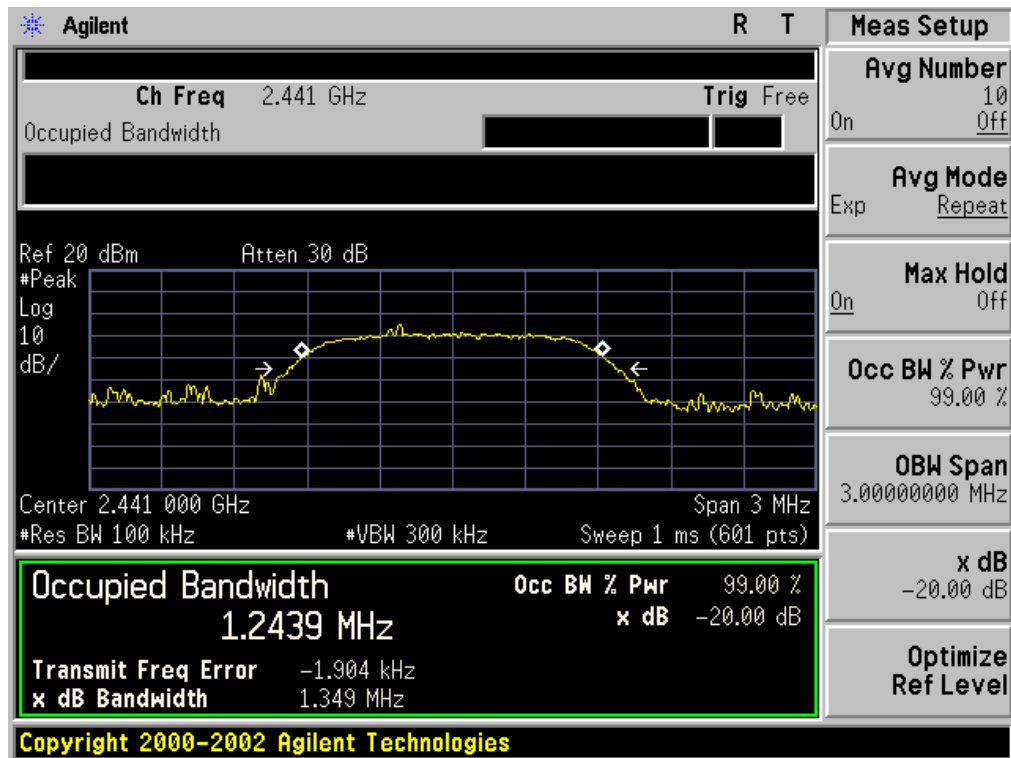 Agilent R T
Ch Freq 2.441 GHz Trig Free
Occupied Bandwidth
Ref 20 dBm Atten 30 dB
#Peak
Log
10
dB/
Center 2.441 000 GHz Span 3 MHz
#Res BW 100 kHz #VBW 300 kHz Sweep 1 ms (601 pts)
Occupied Bandwidth Occ BW % Pwr 99.00 %
1.2439 MHz x dB -20.00 dB
Transmit Freq Error -1.904 kHz
x dB Bandwidth 1.349 MHz
Copyright 2000-2002 Agilent Technologies
Meas Setup
Avg Number
10
On Off
Avg Mode
Exp Repeat
Max Hold
On Off
Occ BW % Pwr
99.00 %
OBW Span
3.00000000 MHz
x dB
-20.00 dB
Optimize
Ref Level